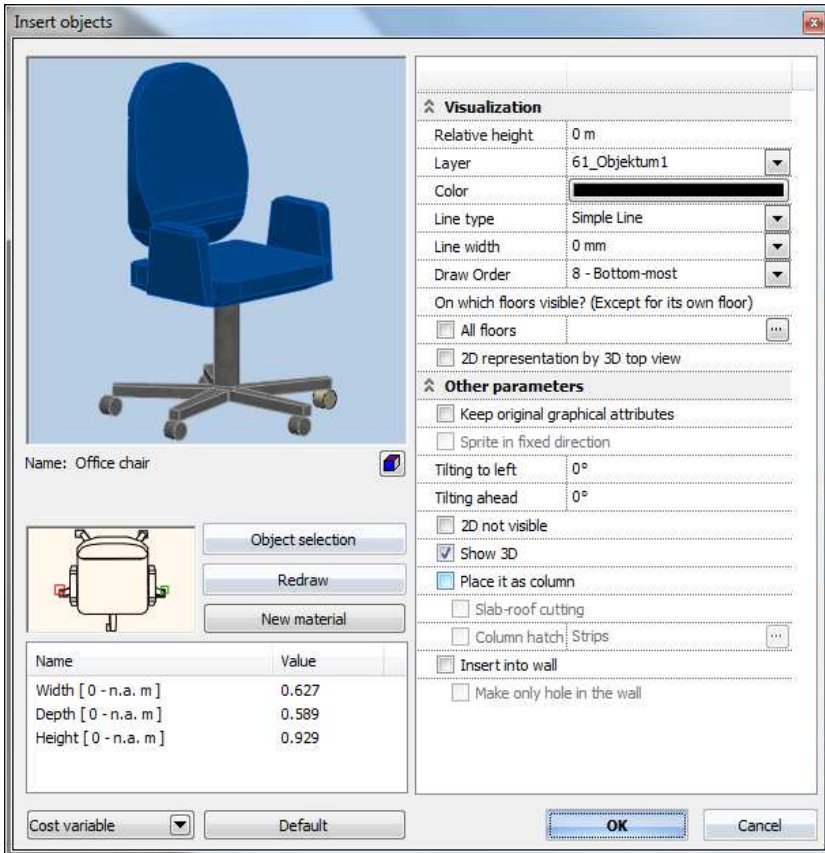 Insert objects
Name: Office chair
Object selection
Redraw
New material
Name Value
Width [ 0 - n.a. m ] 0.627
Depth [ 0 - n.a. m ] 0.589
Height [ 0 - n.a. m ] 0.929
Cost variable Default
Visualization
Relative height 0 m
Layer 61_Objektum1
Color
Line type Simple Line
Line width 0 mm
Draw Order 8 - Bottom-most
On which floors visible? (Except for its own floor)
All floors ...
2D representation by 3D top view
Other parameters
Keep original graphical attributes
Sprite in fixed direction
Tilting to left 0°
Tilting ahead 0°
2D not visible
Show 3D
Place it as column
Slab-roof cutting
Column hatch Strips ...
Insert into wall
Make only hole in the wall
OK Cancel